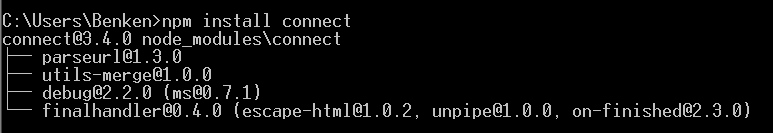 C:\Users\Benken>npm install connect
connect@3.4.0 node_modules\connect
├── parseurl@1.3.0
├── utils-merge@1.0.0
├── debug@2.2.0 (ms@0.7.1)
└── finalhandler@0.4.0 (escape-html@1.0.2, unpipe@1.0.0, on-finished@2.3.0)